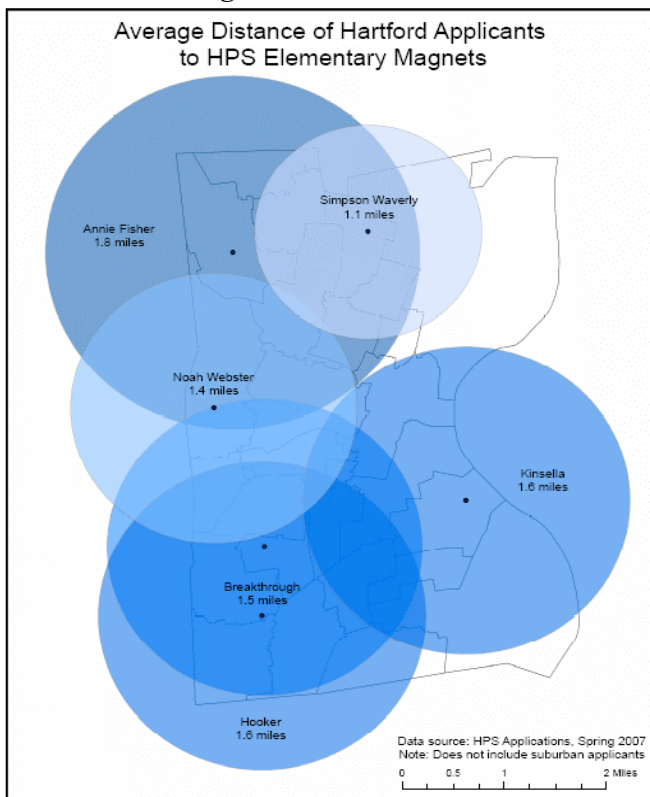 Average Distance of Hartford Applicants
to HPS Elementary Magnets
Simpson Waverly
1.1 miles
Annie Fisher
1.8 miles
Noah Webster
1.4 miles
Kinsella
1.6 miles
Breakthrough
1.5 miles
Hooker
1.6 miles
Data source: HPS Applications, Spring 2007
Note: Does not include suburban applicants
0 0.5 1 2 Miles